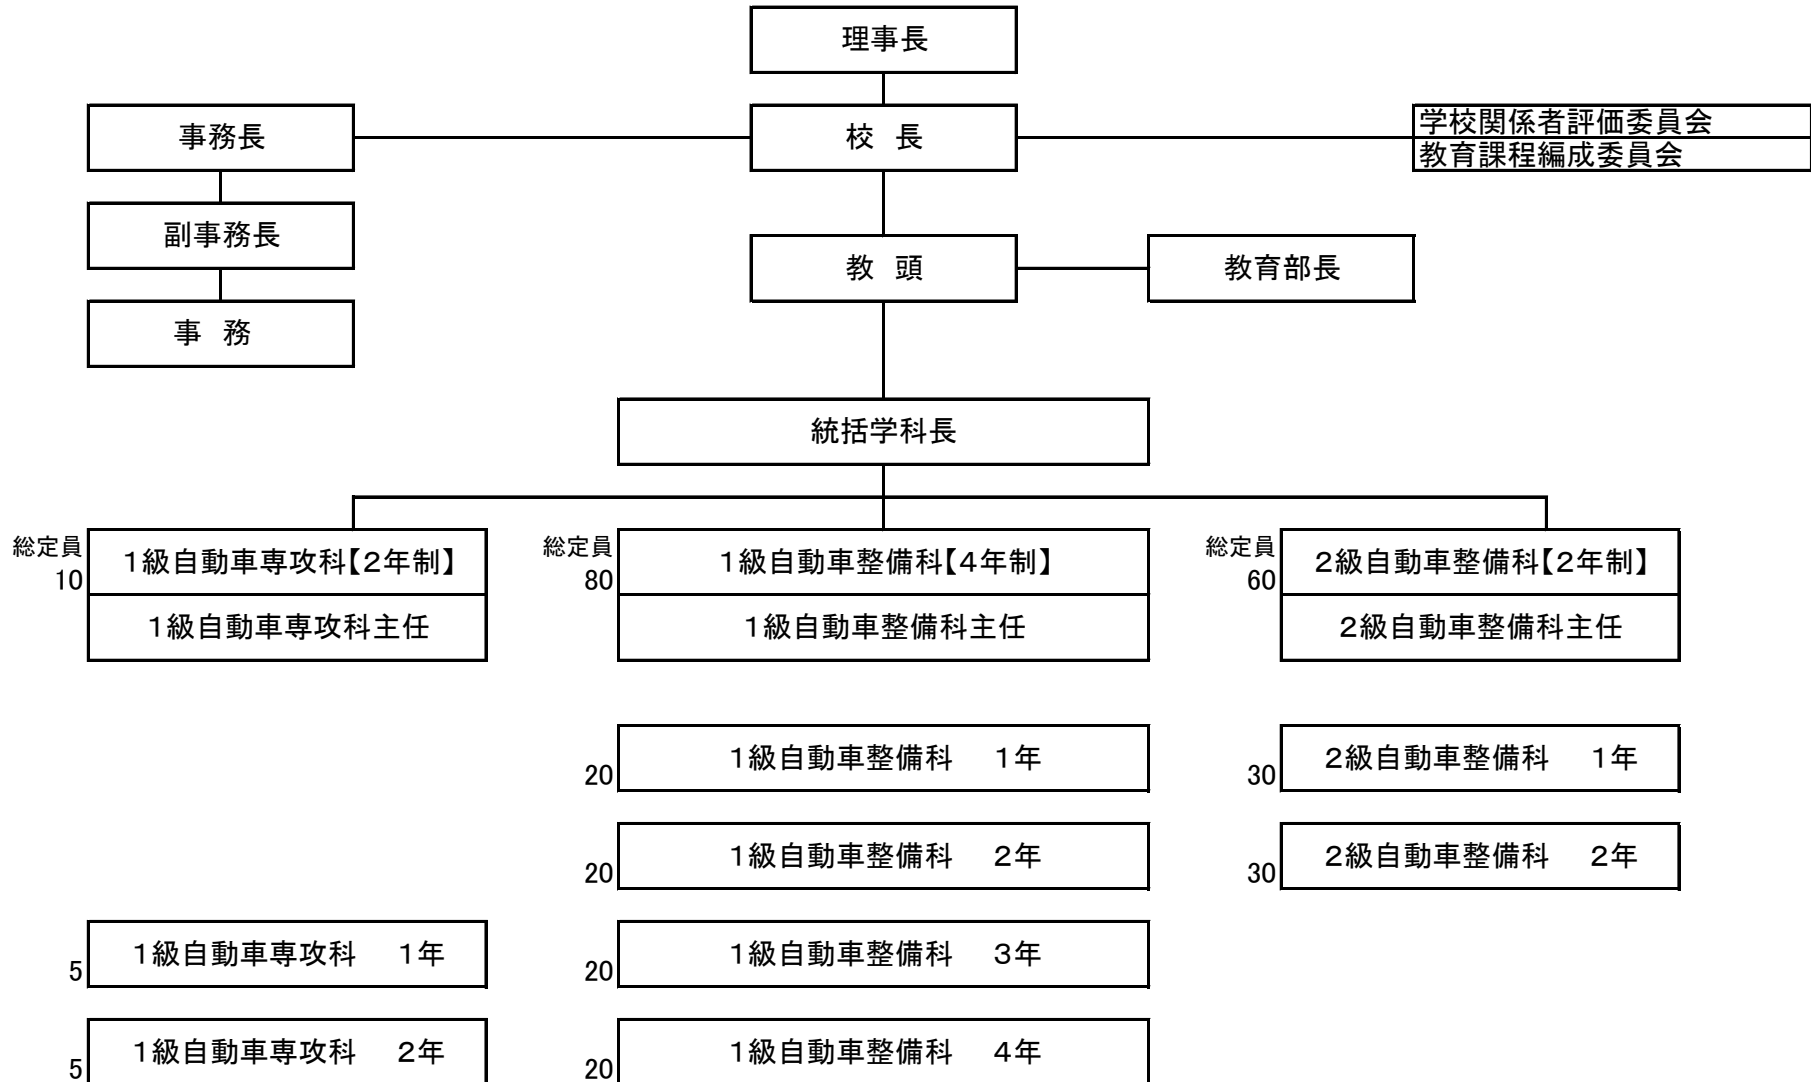 理事長
事務長
校 長
学校関係者評価委員会
教育課程編成委員会
副事務長
教 頭
教育部長
事 務
統括学科長
総定員
10
1級自動車専攻科【2年制】
1級自動車専攻科主任
総定員
80
1級自動車整備科【4年制】
1級自動車整備科主任
総定員
60
2級自動車整備科【2年制】
2級自動車整備科主任
20 1級自動車整備科 1年
30 2級自動車整備科 1年
20 1級自動車整備科 2年
30 2級自動車整備科 2年
5 1級自動車専攻科 1年
20 1級自動車整備科 3年
5 1級自動車専攻科 2年
20 1級自動車整備科 4年